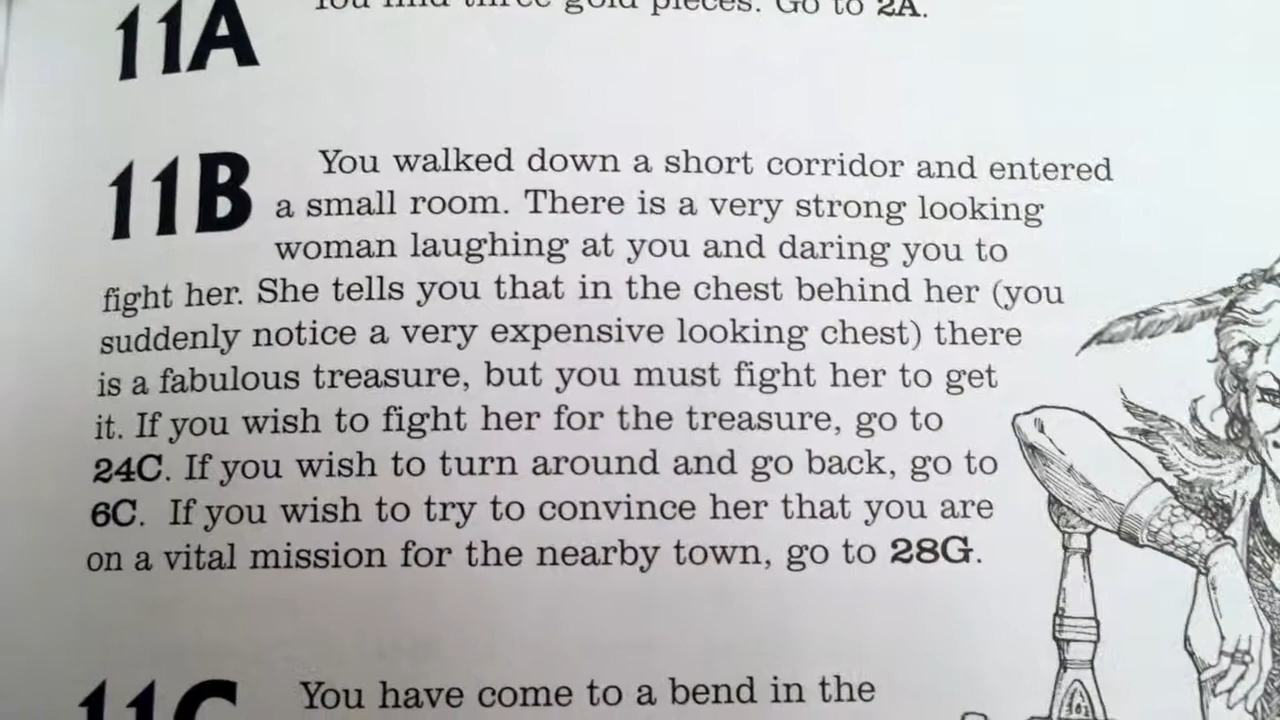 11A You find three gold pieces. Go to 2A.
11B You walked down a short corridor and entered
a small room. There is a very strong looking
woman laughing at you and daring you to
fight her. She tells you that in the chest behind her (you
suddenly notice a very expensive looking chest) there
is a fabulous treasure, but you must fight her to get
it. If you wish to fight her for the treasure, go to
24C. If you wish to turn around and go back, go to
6C. If you wish to try to convince her that you are
on a vital mission for the nearby town, go to 28G.
11C You have come to a bend in the